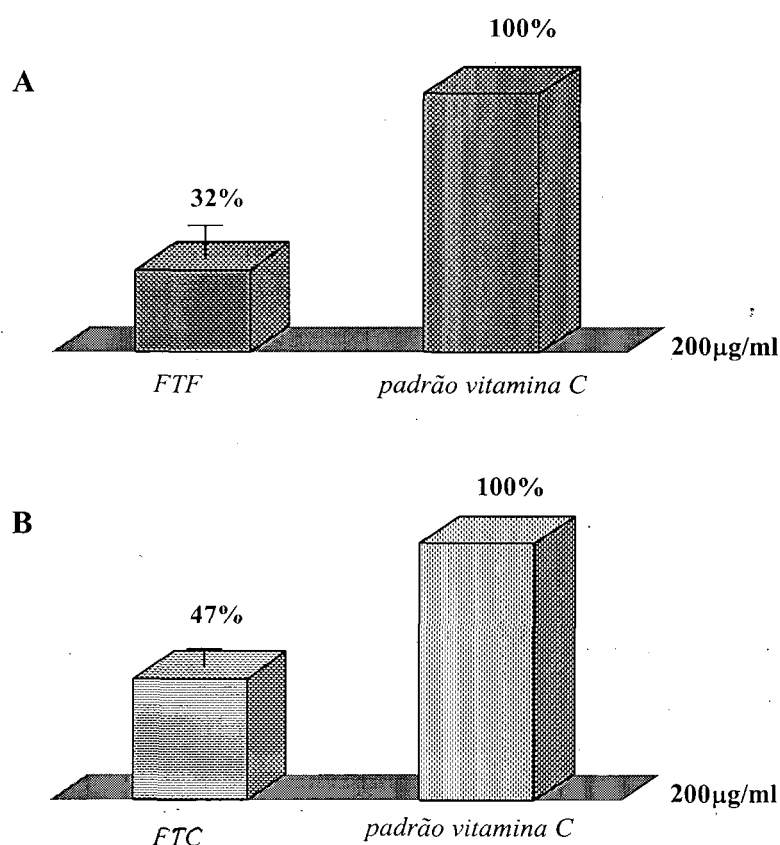 100%
A
32%
200µg/ml
FTF
padrão vitamina C
100%
B
47%
200µg/ml
FTC
padrão vitamina C